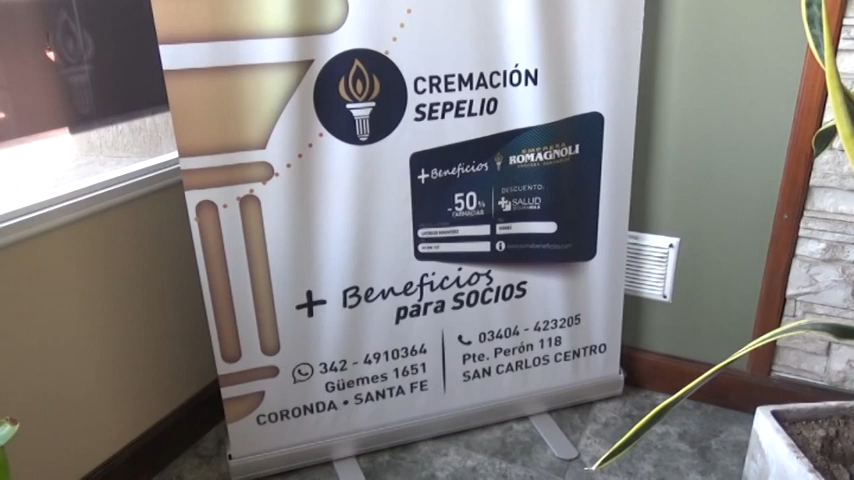 CREMACIÓN
SEPELIO
+Beneficios
EMPRESA
ROMAGNOLI
-50%
FARMACIAS
DESCUENTO:
SALUD
+ Beneficios
para SOCIOS
342 - 4910364
Güemes 1651
CORONDA • SANTA FE
03404 - 423205
Pte. Perón 118
SAN CARLOS CENTRO